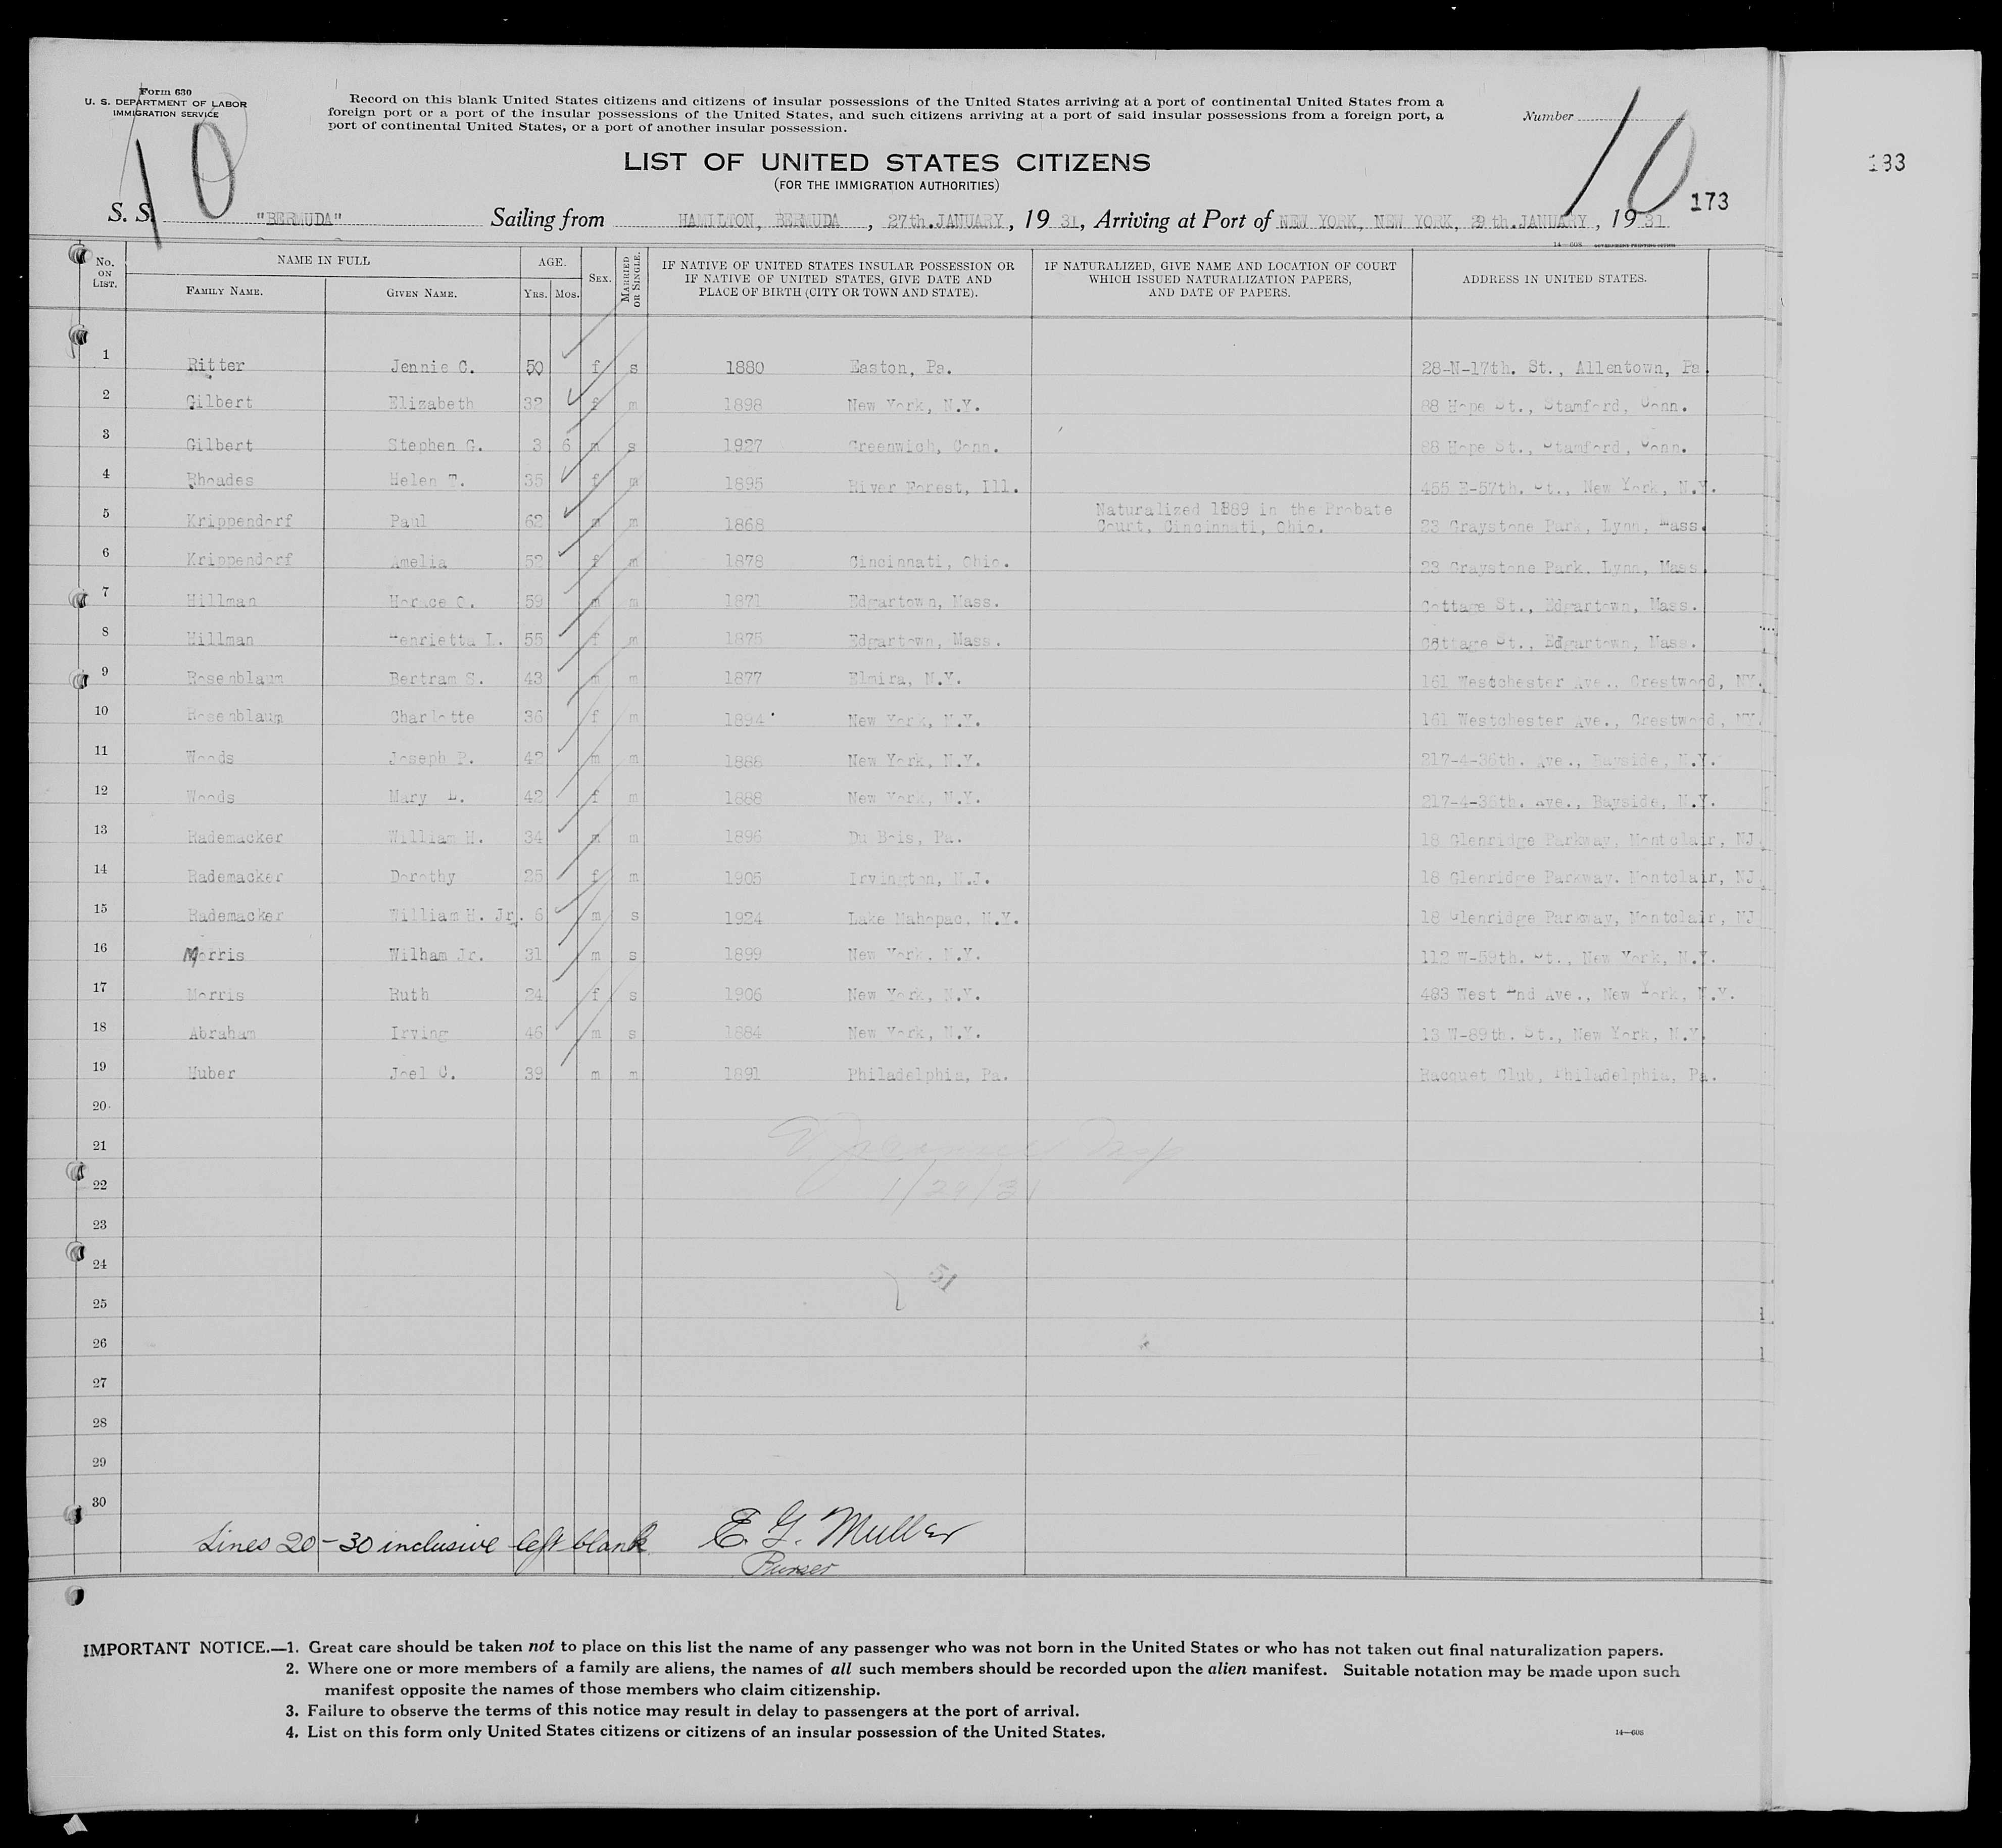 Form 630
U. S. DEPARTMENT OF LABOR
IMMIGRATION SERVICE
10
Record on this blank United States citizens and citizens of insular possessions of the United States arriving at a port of continental United States from a
foreign port or a port of the insular possessions of the United States, and such citizens arriving at a port of said insular possessions from a foreign port, a
port of continental United States, or a port of another insular possession.
Number
10
183
173
LIST OF UNITED STATES CITIZENS
(FOR THE IMMIGRATION AUTHORITIES)
S. S. "BERMUDA" Sailing from HAMILTON, BERMUDA, 27th.JANUARY, 1931, Arriving at Port of NEW YORK, NEW YORK, 29th.JANUARY, 1931
14—608 GOVERNMENT PRINTING OFFICE
No. ON LIST. NAME IN FULL FAMILY NAME. GIVEN NAME. AGE. YRS. MOS. SEX. MARRIED OR SINGLE. IF NATIVE OF UNITED STATES INSULAR POSSESSION OR IF NATIVE OF UNITED STATES, GIVE DATE AND PLACE OF BIRTH (CITY OR TOWN AND STATE). IF NATURALIZED, GIVE NAME AND LOCATION OF COURT WHICH ISSUED NATURALIZATION PAPERS, AND DATE OF PAPERS. ADDRESS IN UNITED STATES.
1 Ritter Jennie C. 50 f s 1880 Easton, Pa. 28-N-17th. St., Allentown, Pa.
2 Gilbert Elizabeth 32 f m 1898 New York, N.Y. 88 Hope St., Stamford, Conn.
3 Gilbert Stephen G. 3 6 m s 1927 Greenwich, Conn. 88 Hope St., Stamford, Conn.
4 Rhoades Helen T. 35 f m 1895 River Forest, Ill. 455 E-57th. St., New York, N.Y.
5 Krippendorf Paul 62 m m 1868 Naturalized 1889 in the Probate Court, Cincinnati, Ohio. 23 Graystone Park, Lynn, Mass.
6 Krippendorf Amelia 52 f m 1878 Cincinnati, Ohio. 23 Graystone Park. Lynn, Mass.
7 Hillman Horace O. 59 m m 1871 Edgartown, Mass. Cottage St., Edgartown, Mass.
8 Hillman Henrietta L. 55 f m 1875 Edgartown, Mass. Cottage St., Edgartown, Mass.
9 Rosenblaum Bertram S. 43 m m 1877 Elmira, N.Y. 161 Westchester Ave., Crestwood, NY.
10 Rosenblaum Charlotte 36 f m 1894 New York, N.Y. 161 Westchester Ave., Crestwood, NY.
11 Woods Joseph P. 42 m m 1888 New York, N.Y. 217-4-36th. Ave., Bayside, N.Y.
12 Woods Mary L. 42 f m 1888 New York, N.Y. 217-4-36th. Ave., Bayside, N.Y.
13 Rademacker William H. 34 m m 1896 Du Bois, Pa. 18 Glenridge Parkway, Montclair, NJ.
14 Rademacker Dorothy 25 f m 1905 Irvington, N.J. 18 Glenridge Parkway. Montclair, NJ.
15 Rademacker William H. Jr. 6 m s 1924 Lake Mahopac, N.Y. 18 Glenridge Parkway, Montclair, NJ
16 Morris Wilham Jr. 31 m s 1899 New York, N.Y. 112 W-59th. St., New York, N.Y.
17 Morris Ruth 24 f s 1906 New York, N.Y. 483 West End Ave., New York, N.Y.
18 Abraham Irving 46 m s 1884 New York, N.Y. 13 W-89th. St., New York, N.Y.
19 Huber Joel C. 39 m m 1891 Philadelphia, Pa. Racquet Club, Philadelphia, Pa.
20
21
22 1/29/31
23
24
25
26
27
28
29
30
Lines 20-30 inclusive left blank E. G. Muller
Purser
IMPORTANT NOTICE.—1. Great care should be taken not to place on this list the name of any passenger who was not born in the United States or who has not taken out final naturalization papers.
2. Where one or more members of a family are aliens, the names of all such members should be recorded upon the alien manifest. Suitable notation may be made upon such
manifest opposite the names of those members who claim citizenship.
3. Failure to observe the terms of this notice may result in delay to passengers at the port of arrival.
4. List on this form only United States citizens or citizens of an insular possession of the United States.
14—608